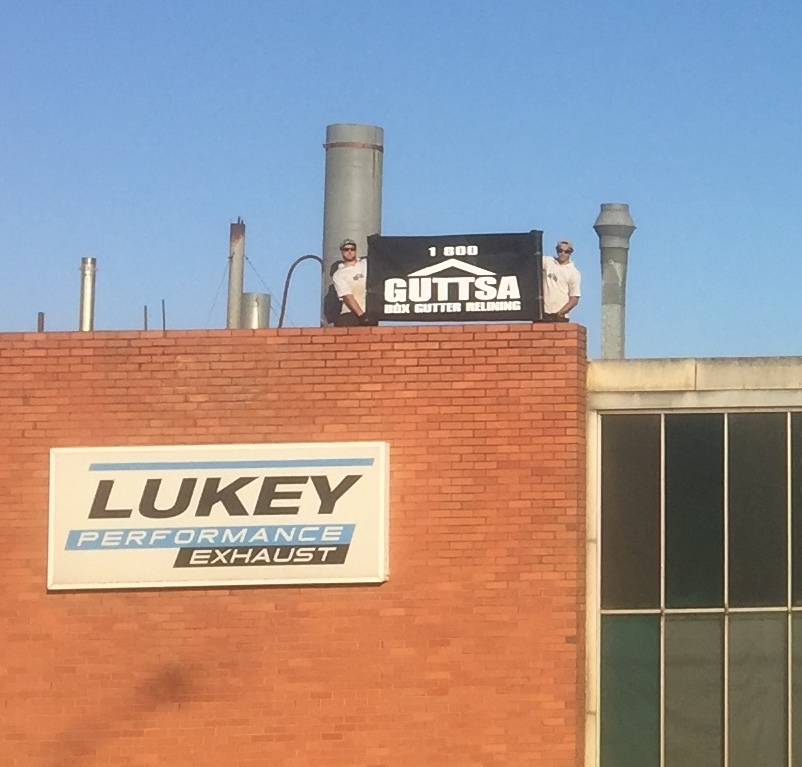 1 800
GUTTSA
BOX GUTTER RELINING
LUKEY
PERFORMANCE
EXHAUST